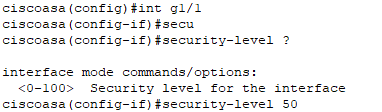 ciscoasa(config)#int g1/1
ciscoasa(config-if)#secu
ciscoasa(config-if)#security-level ?
interface mode commands/options:
<0-100>  Security level for the interface
ciscoasa(config-if)#security-level 50